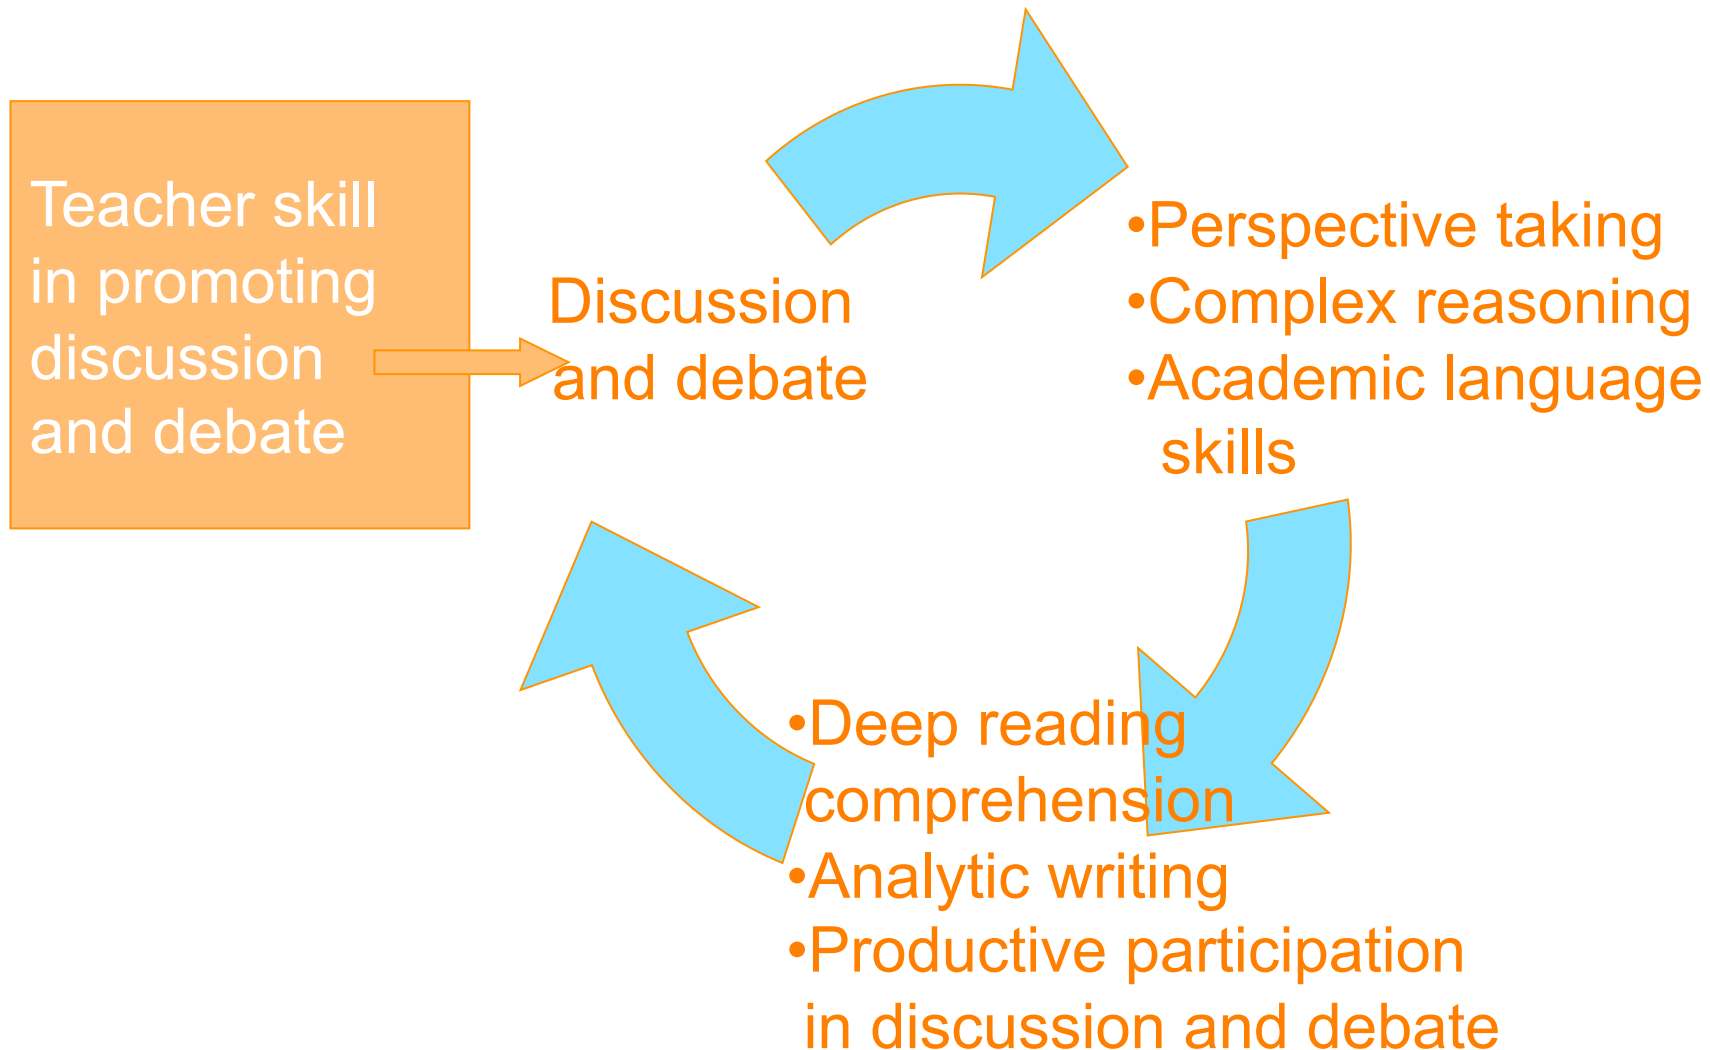 Teacher skill
in promoting
discussion
and debate
Discussion
and debate
•Perspective taking
•Complex reasoning
•Academic language
skills
•Deep reading
comprehension
•Analytic writing
•Productive participation
in discussion and debate